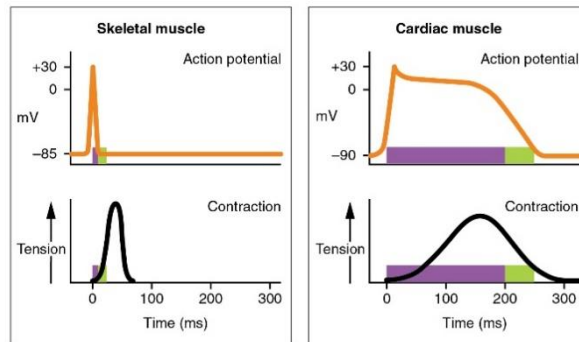 Skeletal muscle
Action potential
+30
0
mV
–85
Contraction
Tension
0 100 200 300
Time (ms)
Cardiac muscle
Action potential
+30
0
mV
–90
Contraction
Tension
0 100 200 300
Time (ms)